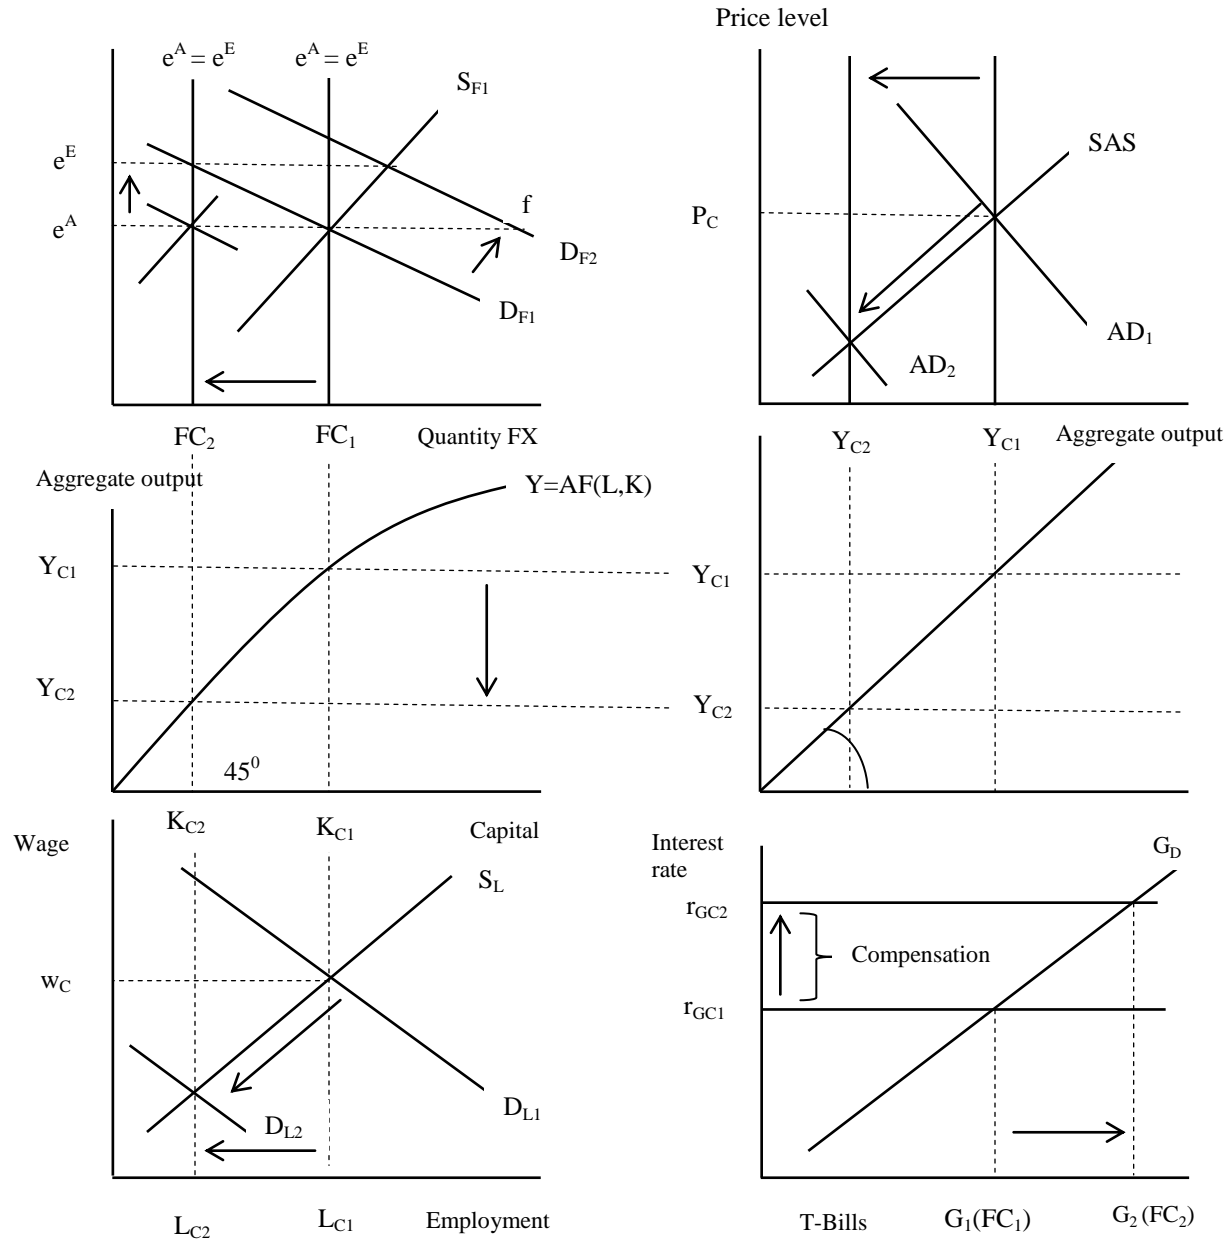 Price level
e^A = e^E
e^A = e^E
S_F1
e^E
e^A
f
D_F2
D_F1
FC_2
FC_1
Quantity FX
SAS
P_C
AD_1
AD_2
Y_C2
Y_C1
Aggregate output
Aggregate output
Y=AF(L,K)
Y_C1
Y_C2
45^0
K_C2
K_C1
Capital
Y_C1
Y_C2
Wage
S_L
w_C
D_L1
D_L2
L_C2
L_C1
Employment
Interest
rate
G_D
r_GC2
Compensation
r_GC1
T-Bills
G_1(FC_1)
G_2 (FC_2)